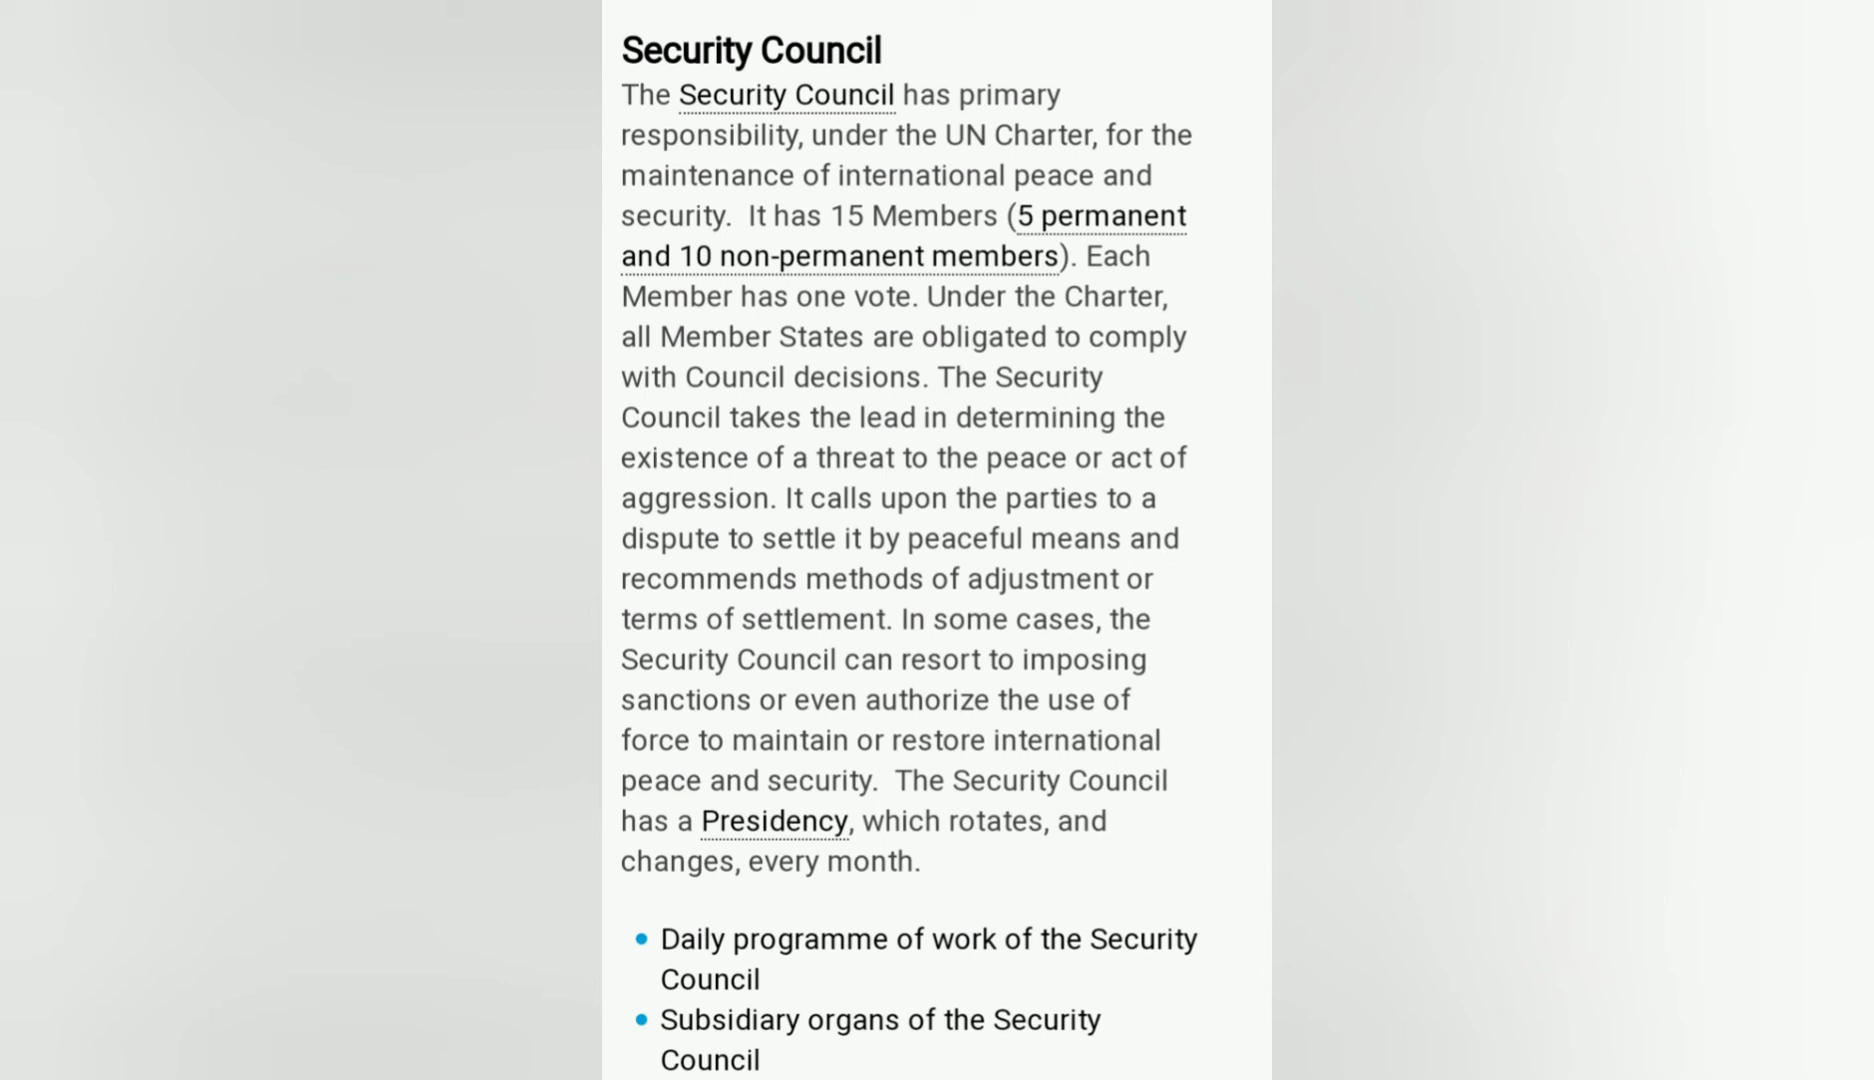 Security Council
The Security Council has primary
responsibility, under the UN Charter, for the
maintenance of international peace and
security.  It has 15 Members (5 permanent
and 10 non-permanent members). Each
Member has one vote. Under the Charter,
all Member States are obligated to comply
with Council decisions. The Security
Council takes the lead in determining the
existence of a threat to the peace or act of
aggression. It calls upon the parties to a
dispute to settle it by peaceful means and
recommends methods of adjustment or
terms of settlement. In some cases, the
Security Council can resort to imposing
sanctions or even authorize the use of
force to maintain or restore international
peace and security.  The Security Council
has a Presidency, which rotates, and
changes, every month.
• Daily programme of work of the Security
Council
• Subsidiary organs of the Security
Council